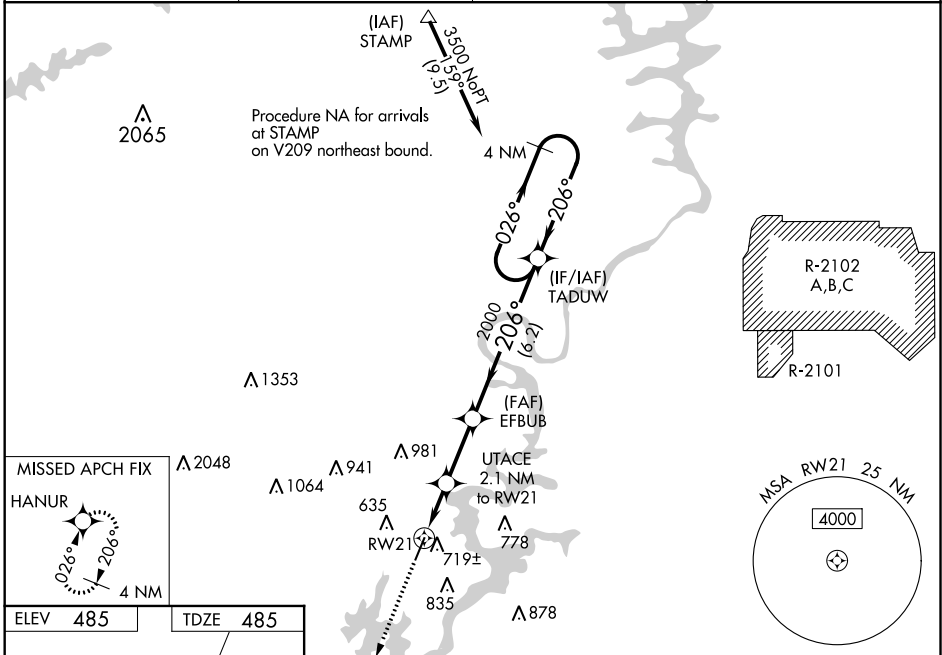 (IAF)
STAMP
3500 NoPT
159°
(9.5)
2065
Procedure NA for arrivals
at STAMP
on V209 northeast bound.
4 NM
026°
206°
(IF/IAF)
TADUW
R-2102
A,B,C
R-2101
2000
206°
(6.2)
1353
(FAF)
EFBUB
981
UTACE
2.1 NM
to RW21
MISSED APCH FIX
HANUR
026°
206°
4 NM
2048
941
1064
635
RW21
719±
778
835
878
MSA RW21 25 NM
4000
ELEV 485
TDZE 485